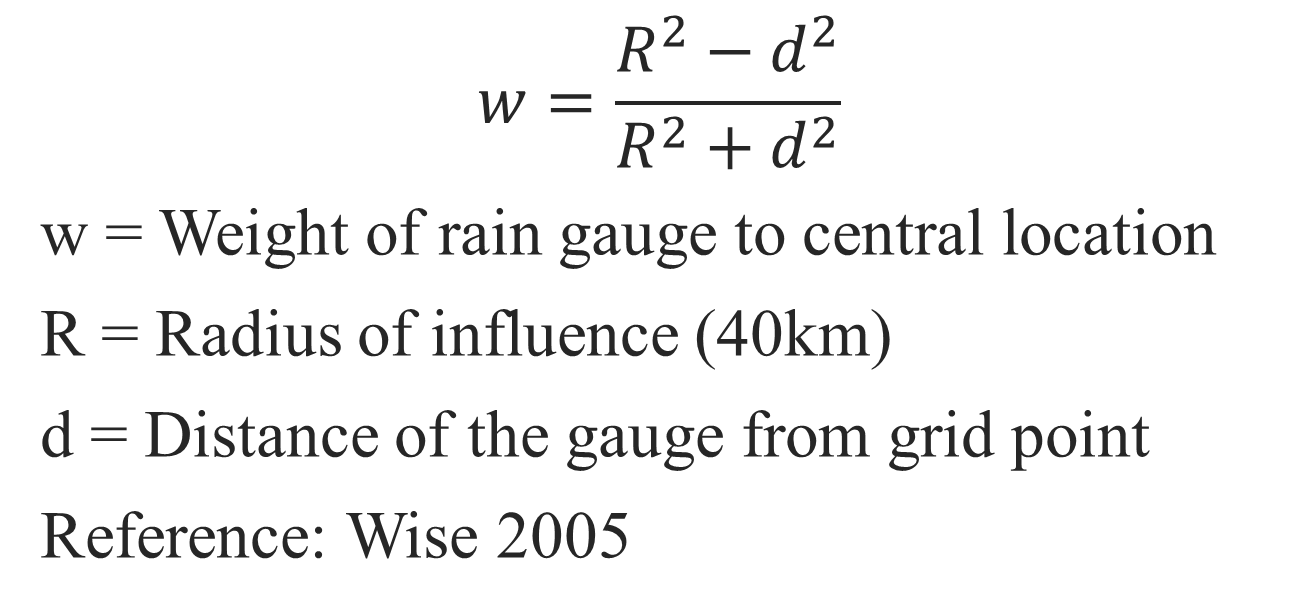 w = R² − d² / R² + d²
w = Weight of rain gauge to central location
R = Radius of influence (40km)
d = Distance of the gauge from grid point
Reference: Wise 2005